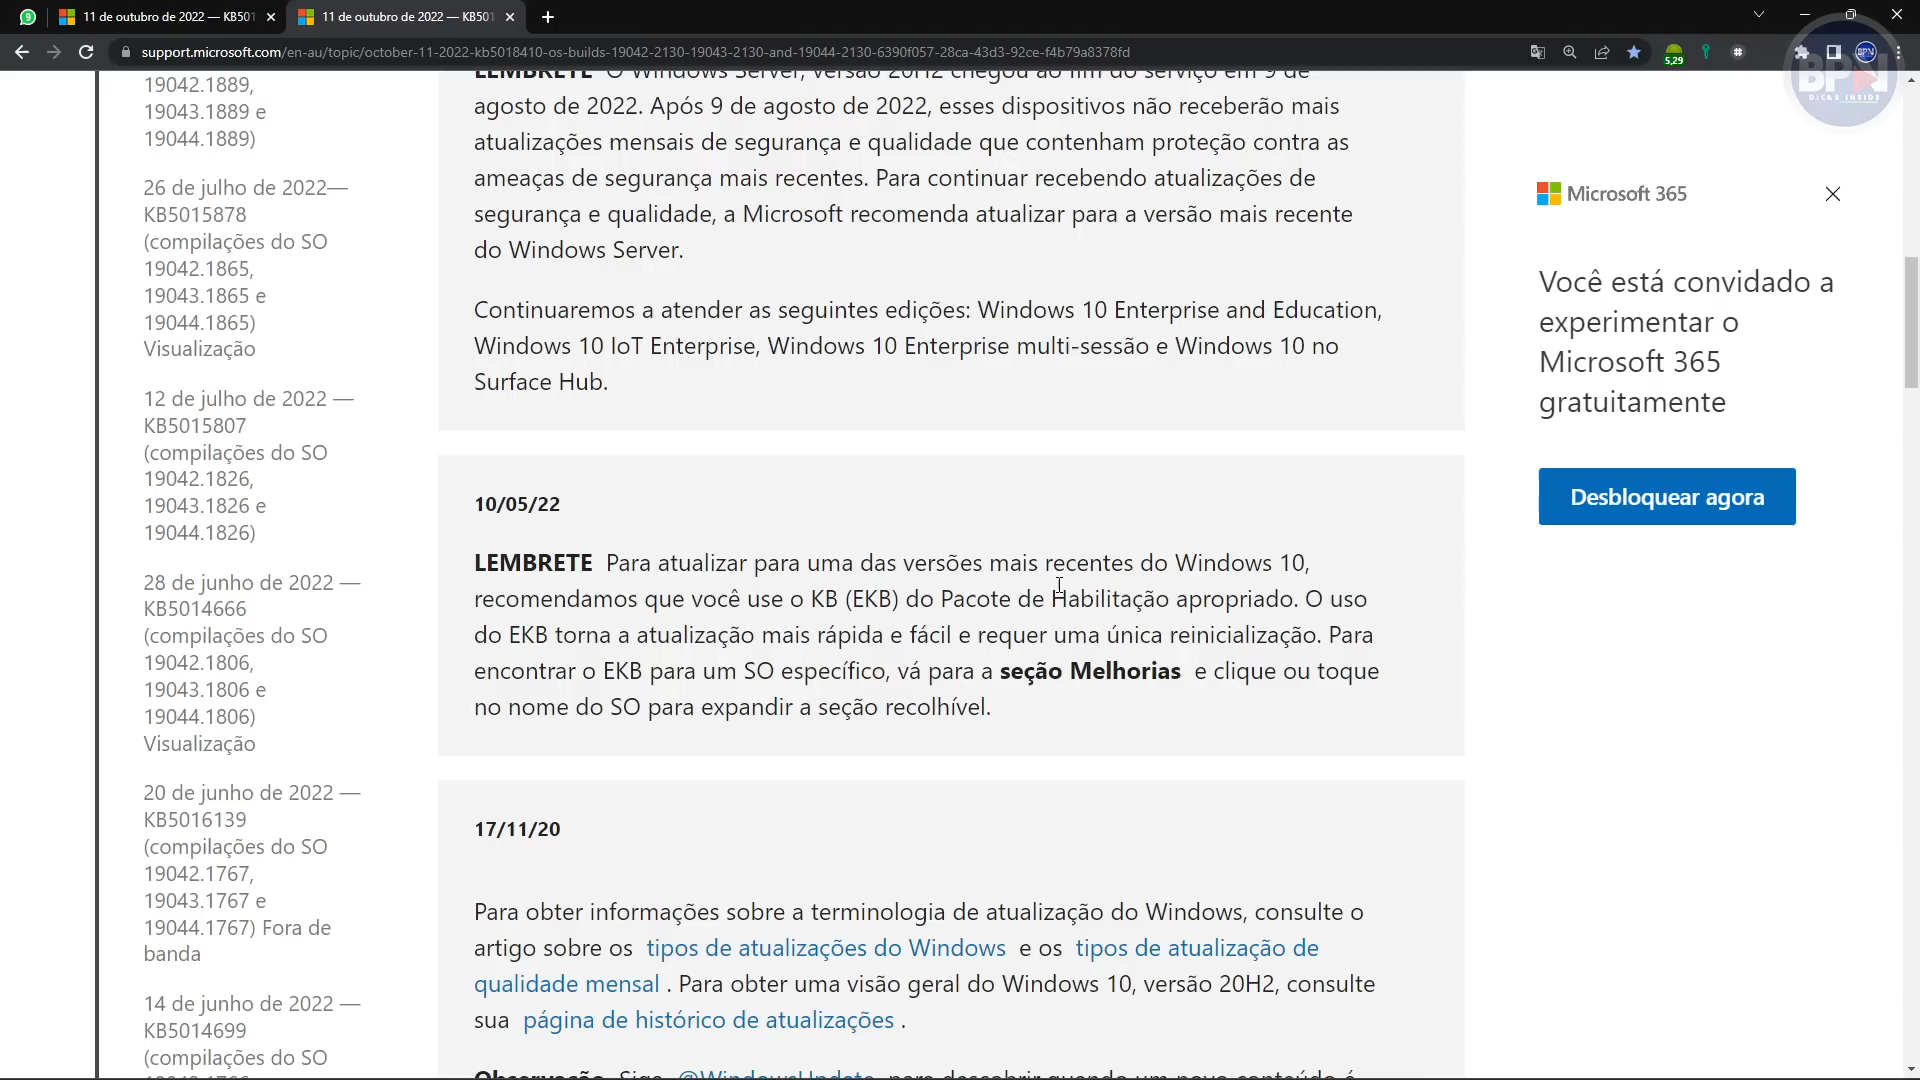 11 de outubro de 2022 — KB501
11 de outubro de 2022 — KB501
support.microsoft.com/en-au/topic/october-11-2022-kb5018410-os-builds-19042-2130-19043-2130-and-19044-2130-6390f057-28ca-43d3-92ce-f4b79a8378fd
5,29
BPN
BPN
DICAS INSIDE
19042.1889,
19043.1889 e
19044.1889)
26 de julho de 2022—
KB5015878
(compilações do SO
19042.1865,
19043.1865 e
19044.1865)
Visualização
12 de julho de 2022 —
KB5015807
(compilações do SO
19042.1826,
19043.1826 e
19044.1826)
28 de junho de 2022 —
KB5014666
(compilações do SO
19042.1806,
19043.1806 e
19044.1806)
Visualização
20 de junho de 2022 —
KB5016139
(compilações do SO
19042.1767,
19043.1767 e
19044.1767) Fora de
banda
14 de junho de 2022 —
KB5014699
(compilações do SO
LEMBRETE O Windows Server, versão 20H2 chegou ao fim do serviço em 9 de
agosto de 2022. Após 9 de agosto de 2022, esses dispositivos não receberão mais
atualizações mensais de segurança e qualidade que contenham proteção contra as
ameaças de segurança mais recentes. Para continuar recebendo atualizações de
segurança e qualidade, a Microsoft recomenda atualizar para a versão mais recente
do Windows Server.
Continuaremos a atender as seguintes edições: Windows 10 Enterprise and Education,
Windows 10 IoT Enterprise, Windows 10 Enterprise multi-sessão e Windows 10 no
Surface Hub.
10/05/22
LEMBRETE Para atualizar para uma das versões mais recentes do Windows 10,
recomendamos que você use o KB (EKB) do Pacote de Habilitação apropriado. O uso
do EKB torna a atualização mais rápida e fácil e requer uma única reinicialização. Para
encontrar o EKB para um SO específico, vá para a seção Melhorias e clique ou toque
no nome do SO para expandir a seção recolhível.
17/11/20
Para obter informações sobre a terminologia de atualização do Windows, consulte o
artigo sobre os tipos de atualizações do Windows e os tipos de atualização de
qualidade mensal . Para obter uma visão geral do Windows 10, versão 20H2, consulte
sua página de histórico de atualizações .
Observação Siga @WindowsUpdate para descobrir quando um novo conteúdo é
Microsoft 365
Você está convidado a
experimentar o
Microsoft 365
gratuitamente
Desbloquear agora